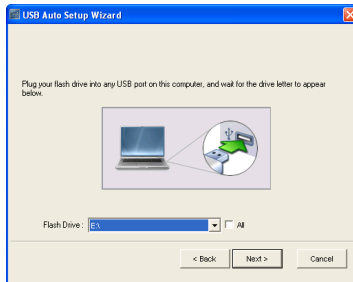 USB Auto Setup Wizard
Plug your flash drive into any USB port on this computer, and wait for the drive letter to appear
below.
Flash Drive : E:\ All
< Back Next > Cancel